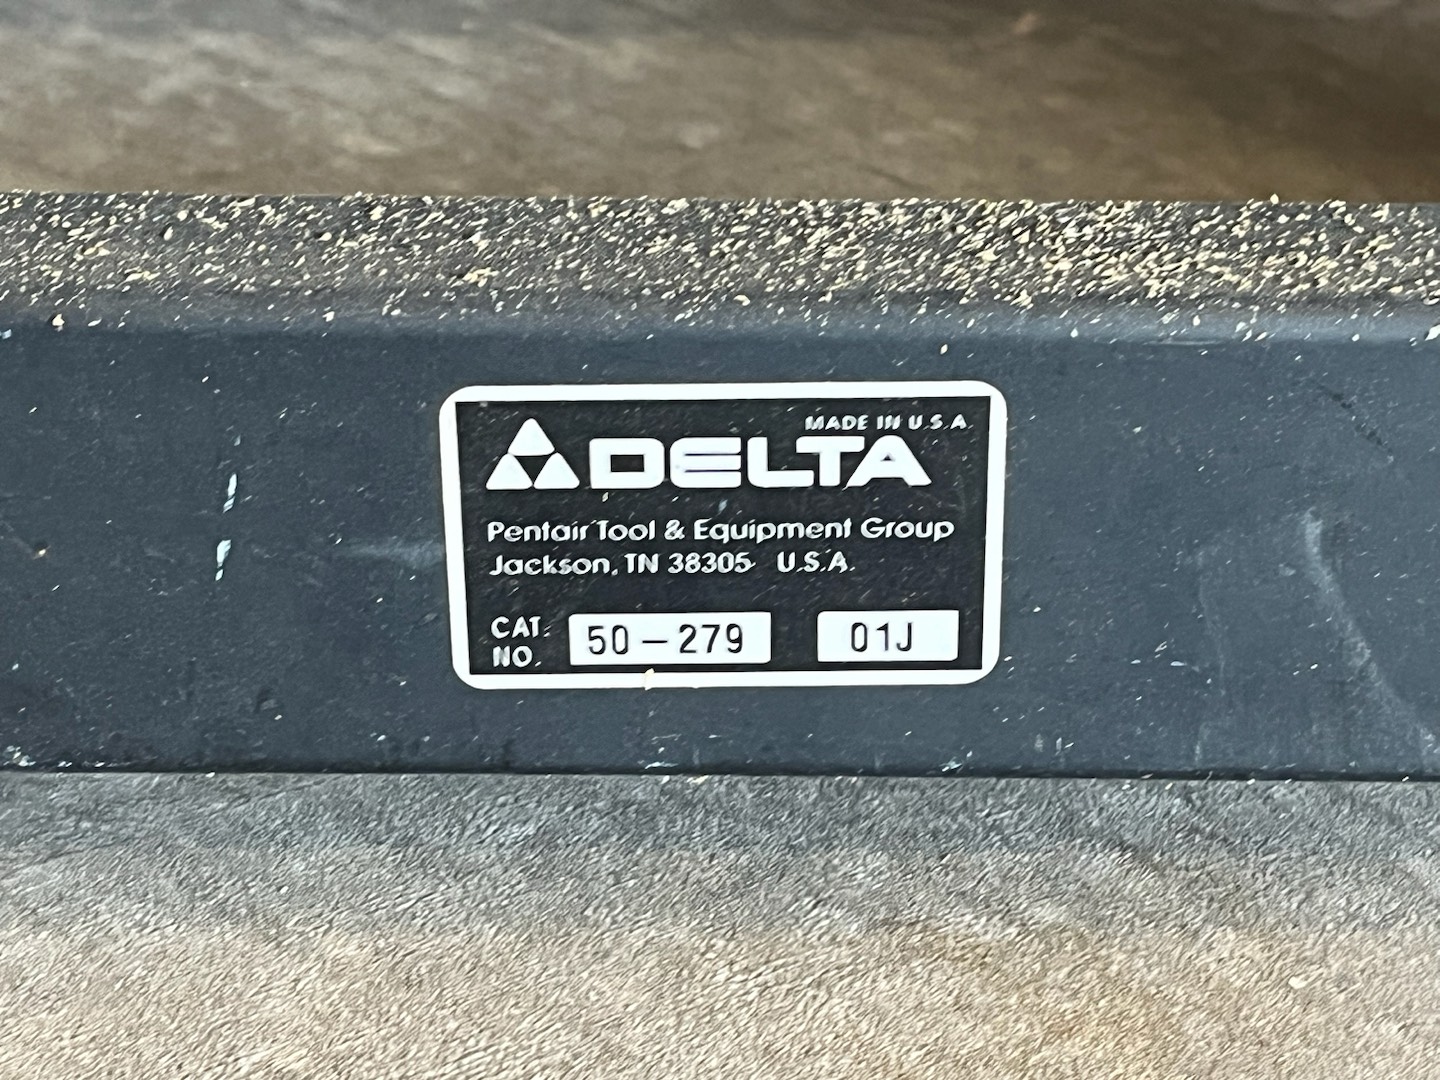 MADE IN U.S.A.
DELTA
Pentair Tool & Equipment Group
Jackson, TN 38305 U.S.A.
CAT. NO. 50-279 01J